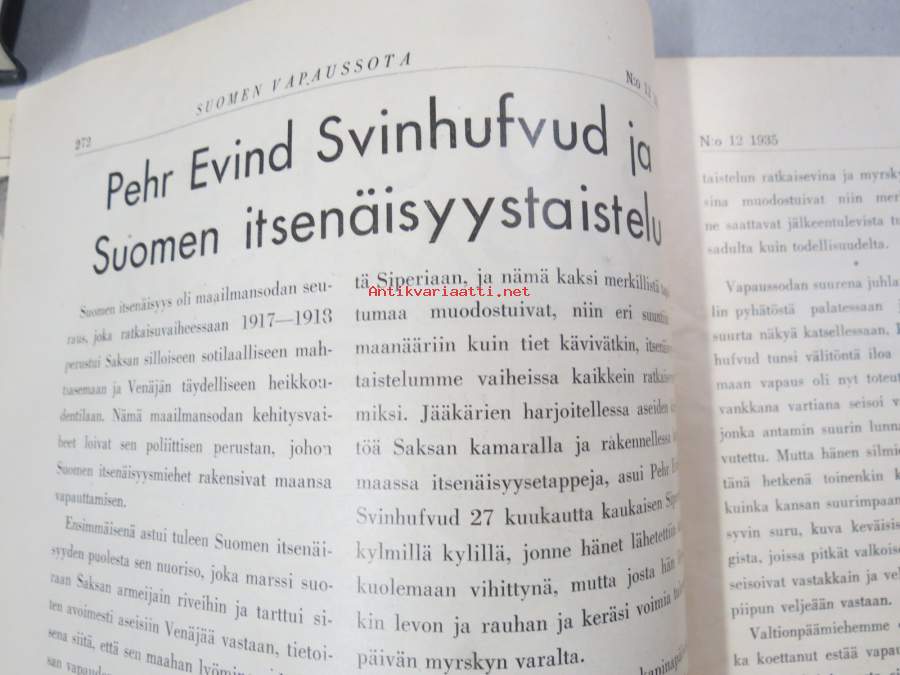 272
SUOMEN VAPAUSSOTA
N:o 12
Pehr Evind Svinhufvud ja
Suomen itsenäisyystaistelu
Suomen itsenäisyys oli maailmansodan seu-
raus, joka ratkaisuvaiheessaan 1917—1918
perustui Saksan silloiseen sotilaalliseen mah-
tiasemaan ja Venäjän täydelliseen heikkou-
dentilaan. Nämä maailmansodan kehitysvai-
heet loivat sen poliittisen perustan, johon
Suomen itsenäisyysmiehet rakensivat maansa
vapauttamisen.
Ensimmäisenä astui tuleen Suomen itsenäi-
syyden puolesta sen nuoriso, joka marssi suo-
raan Saksan armeijain riveihin ja tarttui si-
ten avoimesti aseisiin Venäjää vastaan, tietoi-
sena siitä, että sen maahan
san
tä Siperiaan, ja nämä kaksi merkillistä
tumaa muodostuivat, niin eri
maanääriin kuin tiet kävivätkin,
taistelumme vaiheissa kaikkein
miksi. Jääkärien harjoitellessa aseiden
töä Saksan kamaralla ja rakennellessa
maassa itsenäisyysetappeja, asui Pehr
Svinhufvud 27 kuukautta kaukaisen
kylmillä kylillä, jonne hänet lähetettiin
kuolemaan vihittynä, mutta josta hän
kin levon ja rauhan ja keräsi voimia
päivän myrskyn varalta.
N:o 12 1935
taistelun ratkaisevina ja myrsk
sina muodostuivat niin mer
ne saattavat jälkeentulevista tu
sadulta kuin todellisuudelta.
*
Vapaussodan suurena juhla
lin pyhätöstä palatessaan
suurta näkyä katsellessaan,
hufvud tunsi välitöntä iloa
maan vapaus oli nyt toteut
vankkana vartiana seisoi v
jonka antamin suurin lunna
vutettu. Mutta hänen silmie
tänä hetkenä toinenkin k
kuinka kansan suurimpaan
syvin suru, kuva keväisis
gista, joissa pitkät valkois
seisoivat vastakkain ja ve
piipun veljeään vastaan.
Valtionpäämiehemme
ka koettanut estää vapau
Antikvariaatti.net